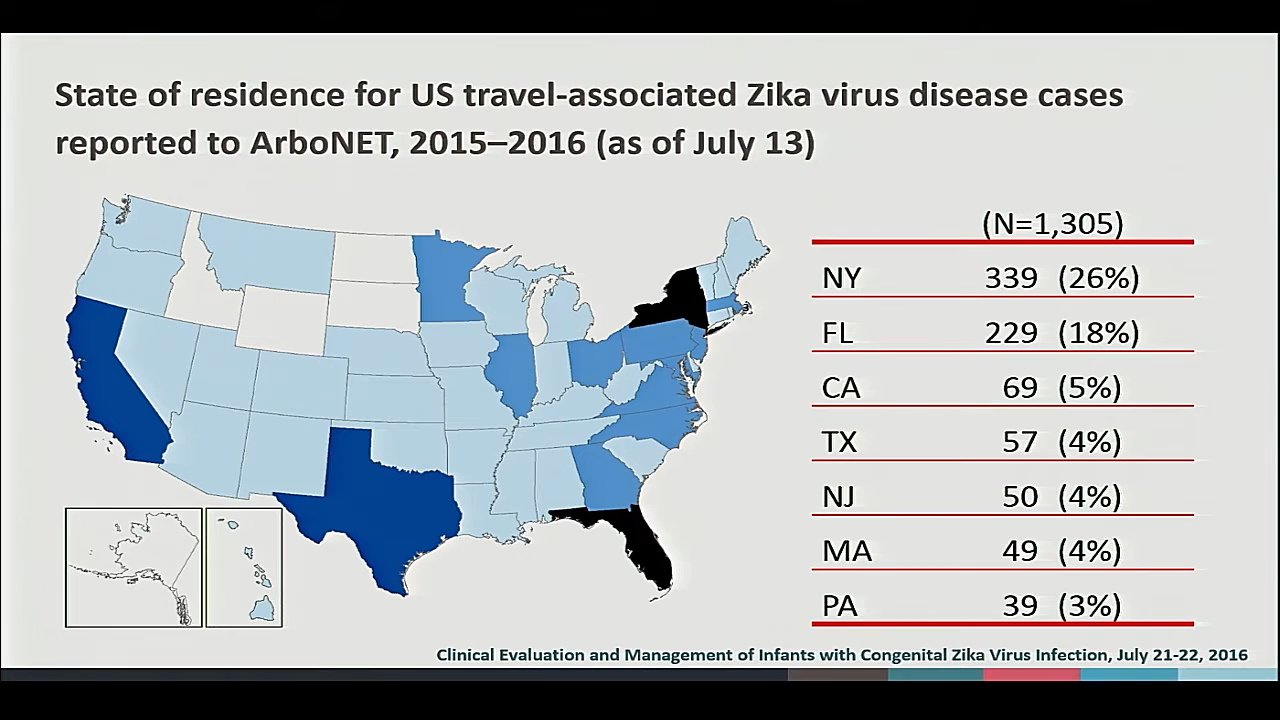 State of residence for US travel-associated Zika virus disease cases
reported to ArboNET, 2015–2016 (as of July 13)
(N=1,305)
NY 339 (26%)
FL 229 (18%)
CA 69 (5%)
TX 57 (4%)
NJ 50 (4%)
MA 49 (4%)
PA 39 (3%)
Clinical Evaluation and Management of Infants with Congenital Zika Virus Infection, July 21-22, 2016